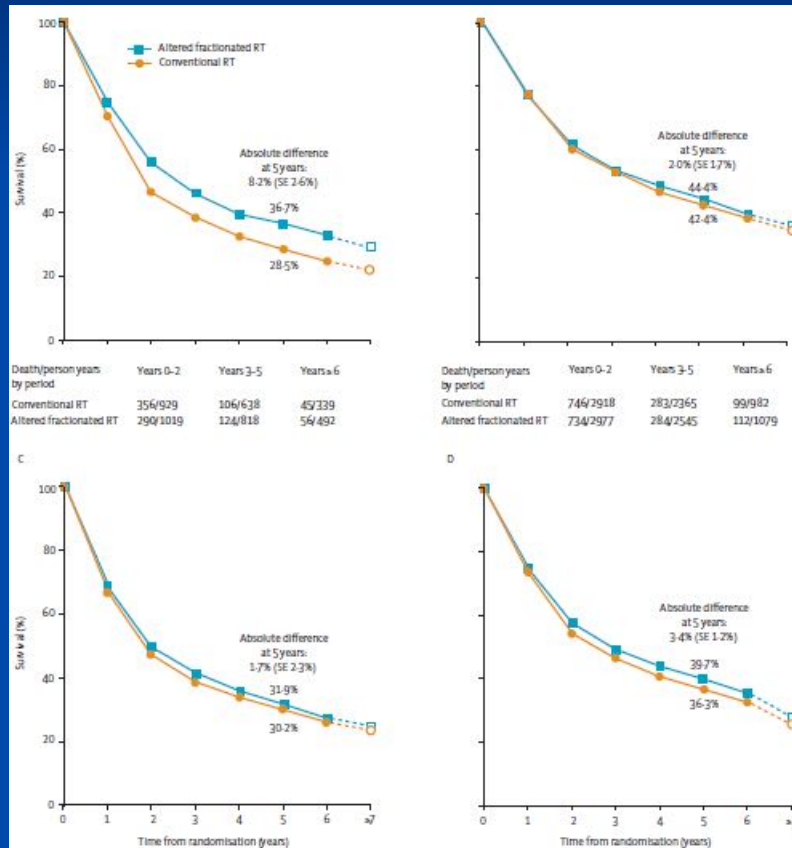 100
80
60
40
20
0
Survival (%)
Altered fractionated RT
Conventional RT
Absolute difference
at 5 years:
8·2% (SE 2·6%)
36·7%
28·5%
Absolute difference
at 5 years:
2·0% (SE 1·7%)
44·4%
42·4%
Death/person years
by period
Years 0–2 Years 3–5 Years ≥6
Conventional RT 356/929 106/638 45/339
Altered fractionated RT 290/1019 124/818 56/492
Death/person years
by period
Years 0–2 Years 3–5 Years ≥6
Conventional RT 746/2918 283/2365 99/982
Altered fractionated RT 734/2977 284/2545 112/1079
C
100
80
60
40
20
0
Survival (%)
Absolute difference
at 5 years:
1·7% (SE 2·3%)
31·9%
30·2%
0 1 2 3 4 5 6 ≥7
Time from randomisation (years)
D
Absolute difference
at 5 years:
3·4% (SE 1·2%)
39·7%
36·3%
0 1 2 3 4 5 6
Time from randomisation (years)